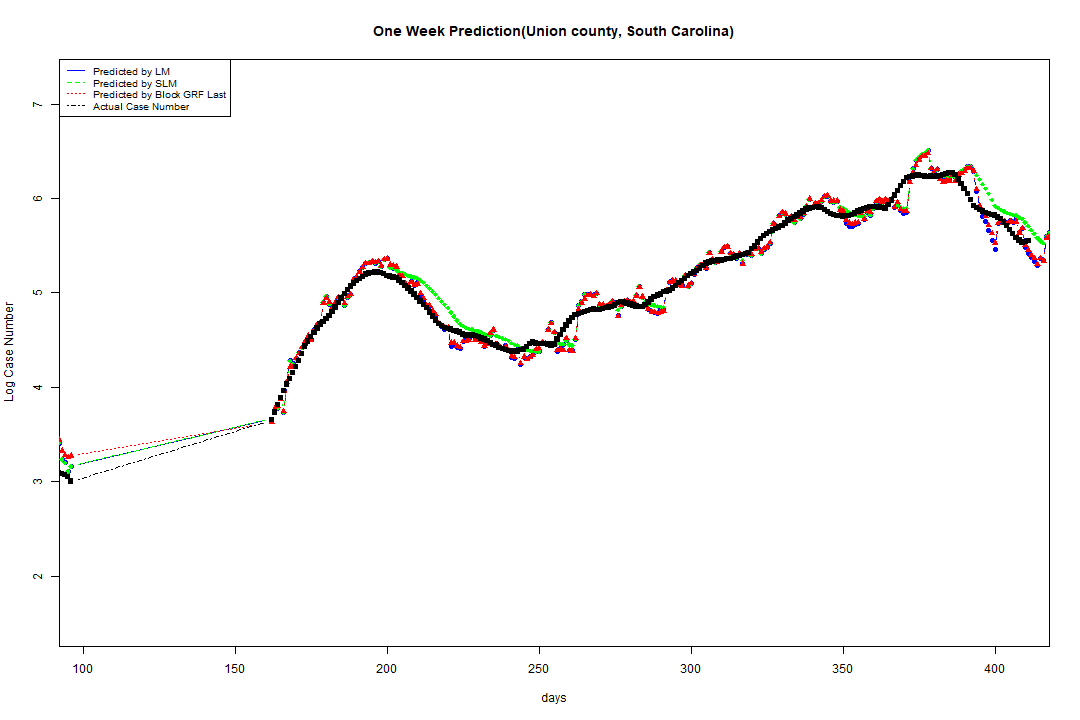 One Week Prediction(Union county, South Carolina)
Predicted by LM
Predicted by SLM
Predicted by Block GRF Last
Actual Case Number
7
6
5
4
3
2
Log Case Number
100 150 200 250 300 350 400
days